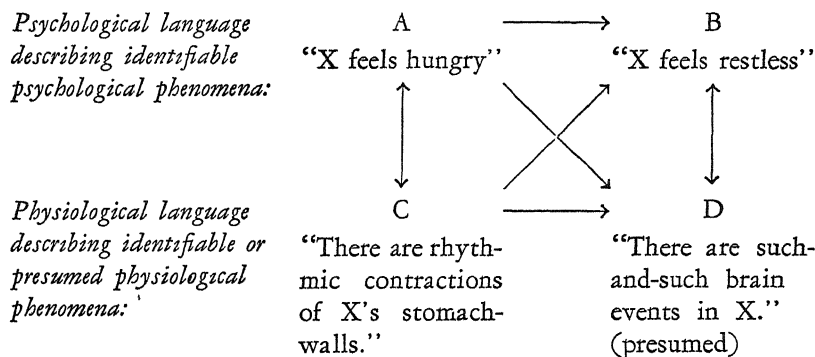 Psychological language
describing identifiable
psychological phenomena:
A
"X feels hungry"
B
"X feels restless"
Physiological language
describing identifiable or
presumed physiological
phenomena:
C
"There are rhyth-
mic contractions
of X's stomach-
walls."
D
"There are such-
and-such brain
events in X."
(presumed)